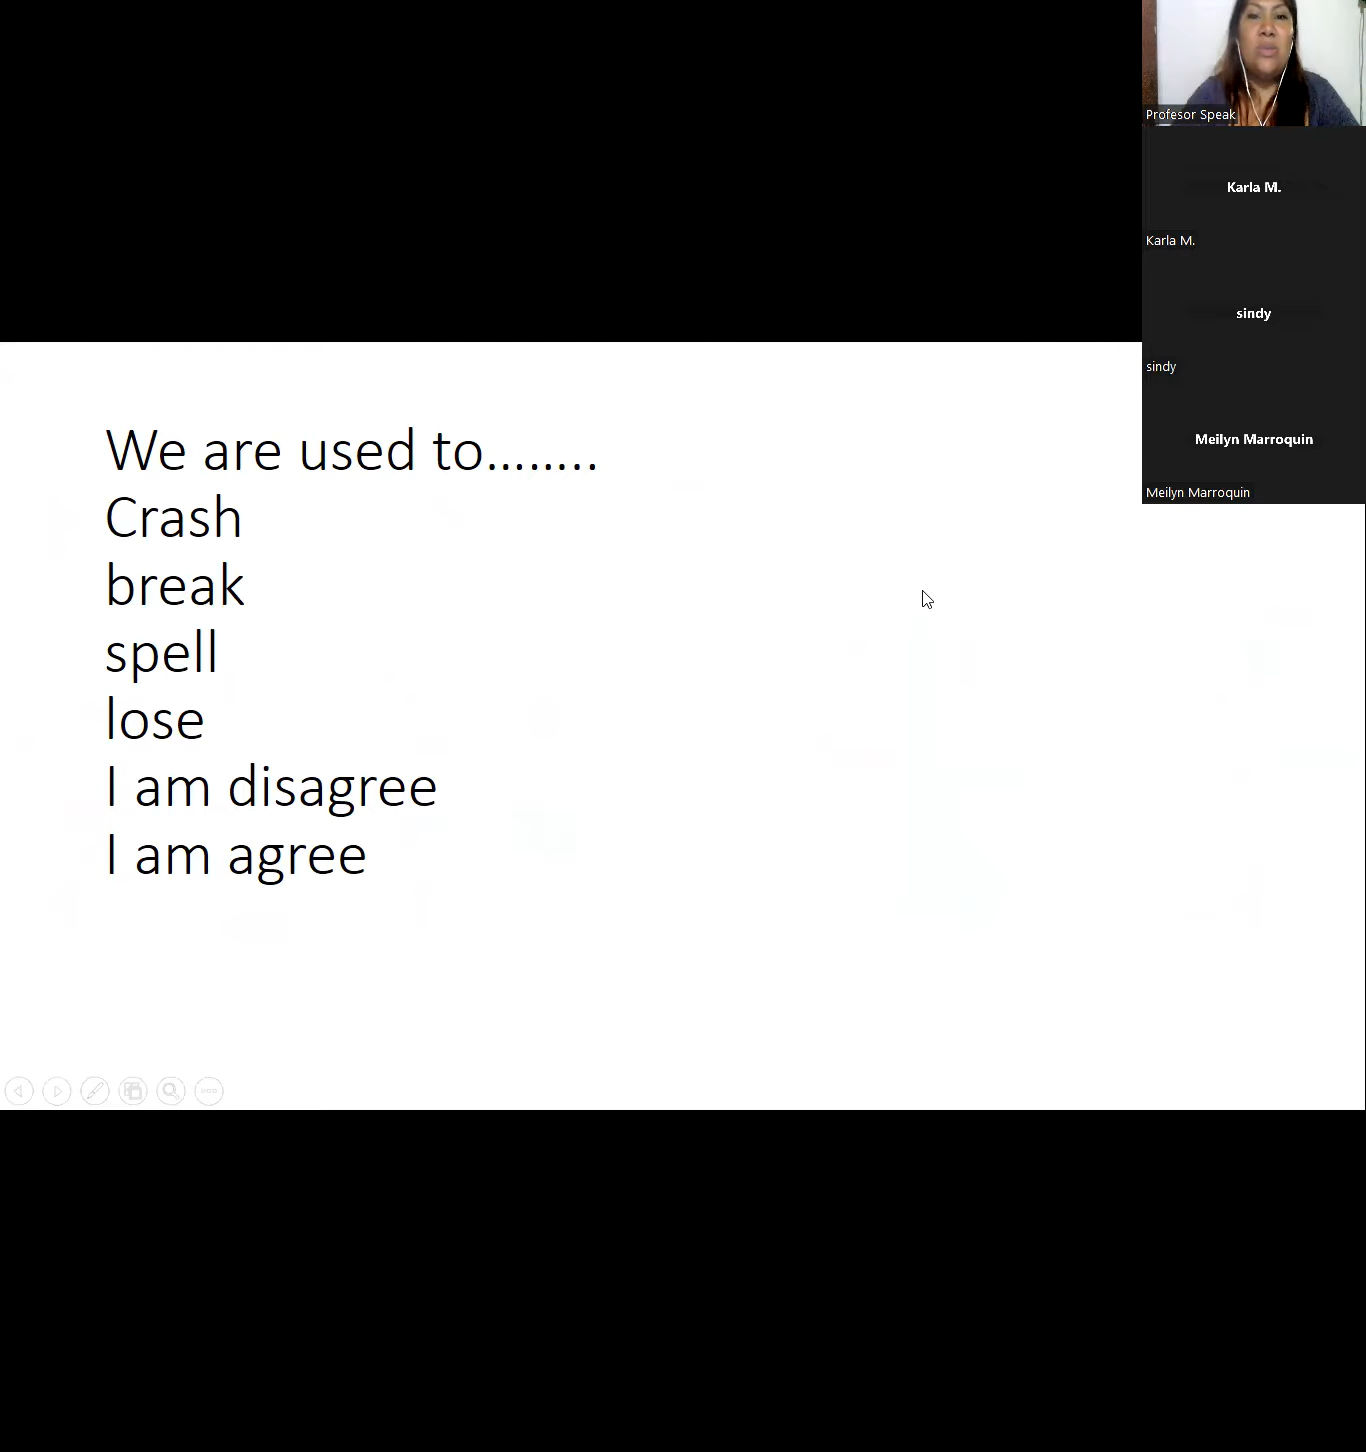 Profesor Speak
Karla M.
Karla M.
sindy
sindy
Meilyn Marroquin
Meilyn Marroquin
We are used to........
Crash
break
spell
lose
I am disagree
I am agree